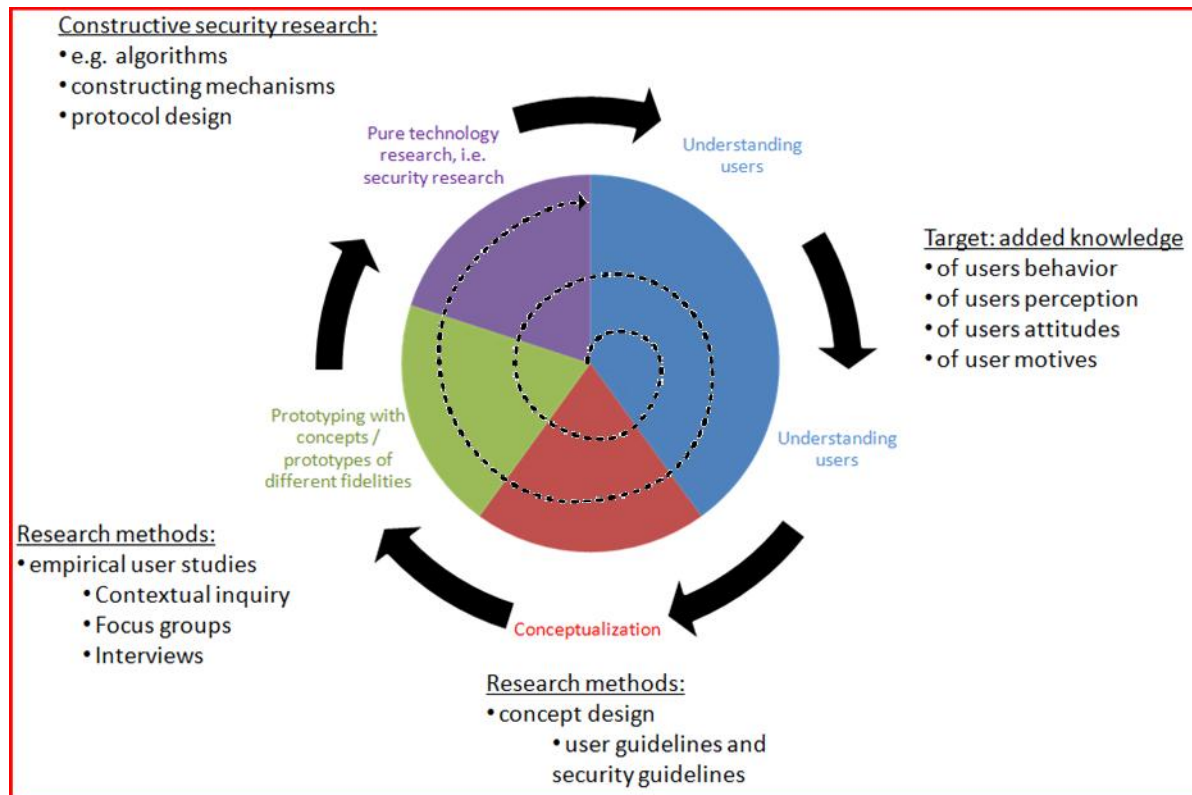 Constructive security research:
• e.g. algorithms
• constructing mechanisms
• protocol design
Pure technology
research, i.e.
security research
Understanding
users
Target: added knowledge
• of users behavior
• of users perception
• of users attitudes
• of user motives
Understanding
users
Prototyping with
concepts /
prototypes of
different fidelities
Research methods:
• empirical user studies
• Contextual inquiry
• Focus groups
• Interviews
Conceptualization
Research methods:
• concept design
• user guidelines and
security guidelines